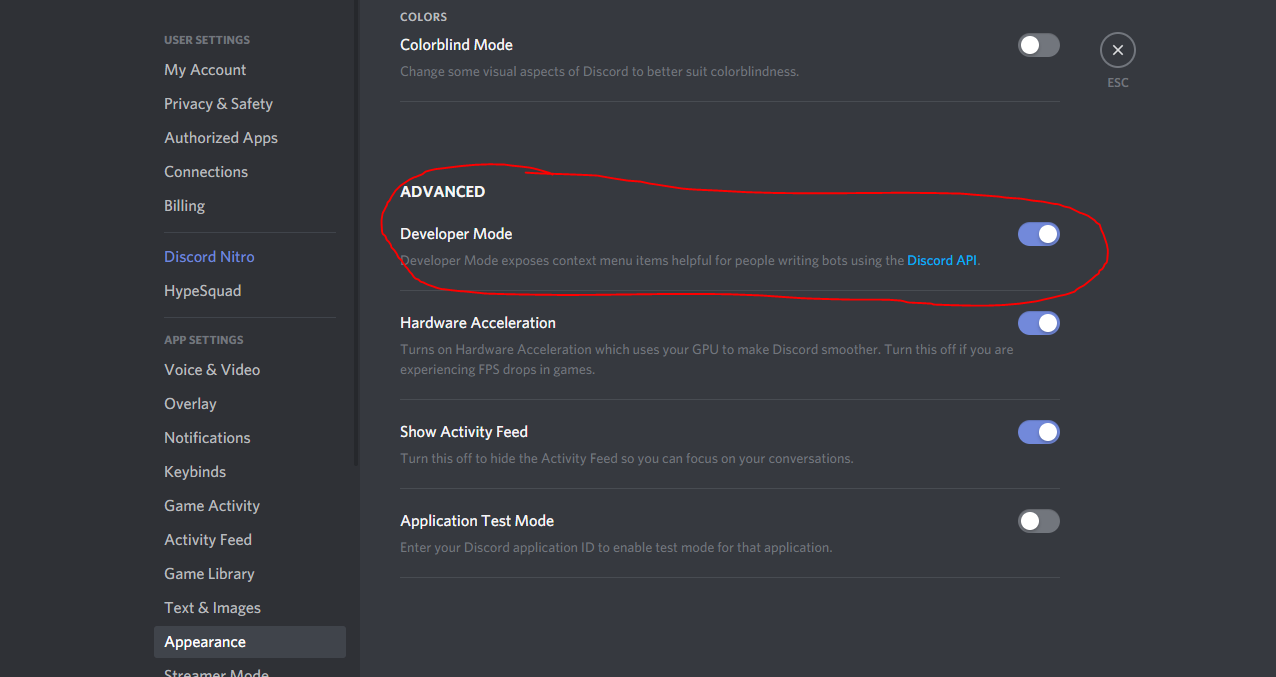 USER SETTINGS
My Account
Privacy & Safety
Authorized Apps
Connections
Billing
Discord Nitro
HypeSquad
APP SETTINGS
Voice & Video
Overlay
Notifications
Keybinds
Game Activity
Activity Feed
Game Library
Text & Images
Appearance
Streamer Mode
COLORS
Colorblind Mode
Change some visual aspects of Discord to better suit colorblindness.
ESC
ADVANCED
Developer Mode
Developer Mode exposes context menu items helpful for people writing bots using the Discord API.
Hardware Acceleration
Turns on Hardware Acceleration which uses your GPU to make Discord smoother. Turn this off if you are
experiencing FPS drops in games.
Show Activity Feed
Turn this off to hide the Activity Feed so you can focus on your conversations.
Application Test Mode
Enter your Discord application ID to enable test mode for that application.